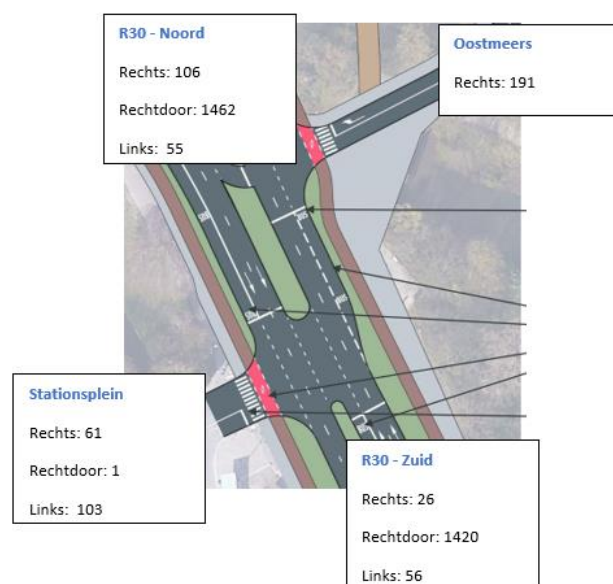 R30 - Noord
Rechts: 106
Rechtdoor: 1462
Links: 55
Oostmeers
Rechts: 191
Stationsplein
Rechts: 61
Rechtdoor: 1
Links: 103
R30 - Zuid
Rechts: 26
Rechtdoor: 1420
Links: 56